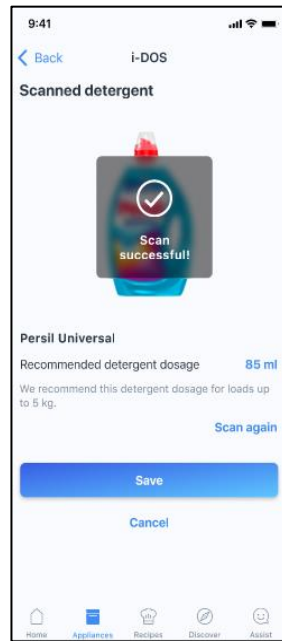 9:41
Back
i-DOS
Scanned detergent
Scan
successful!
Persil Universal
Recommended detergent dosage 85 ml
We recommend this detergent dosage for loads up
to 5 kg.
Scan again
Save
Cancel
Home Appliances Recipes Discover Assist